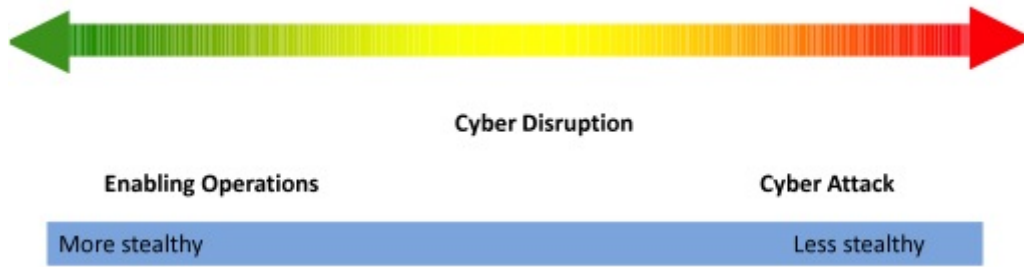 Cyber Disruption
Enabling Operations Cyber Attack
More stealthy Less stealthy